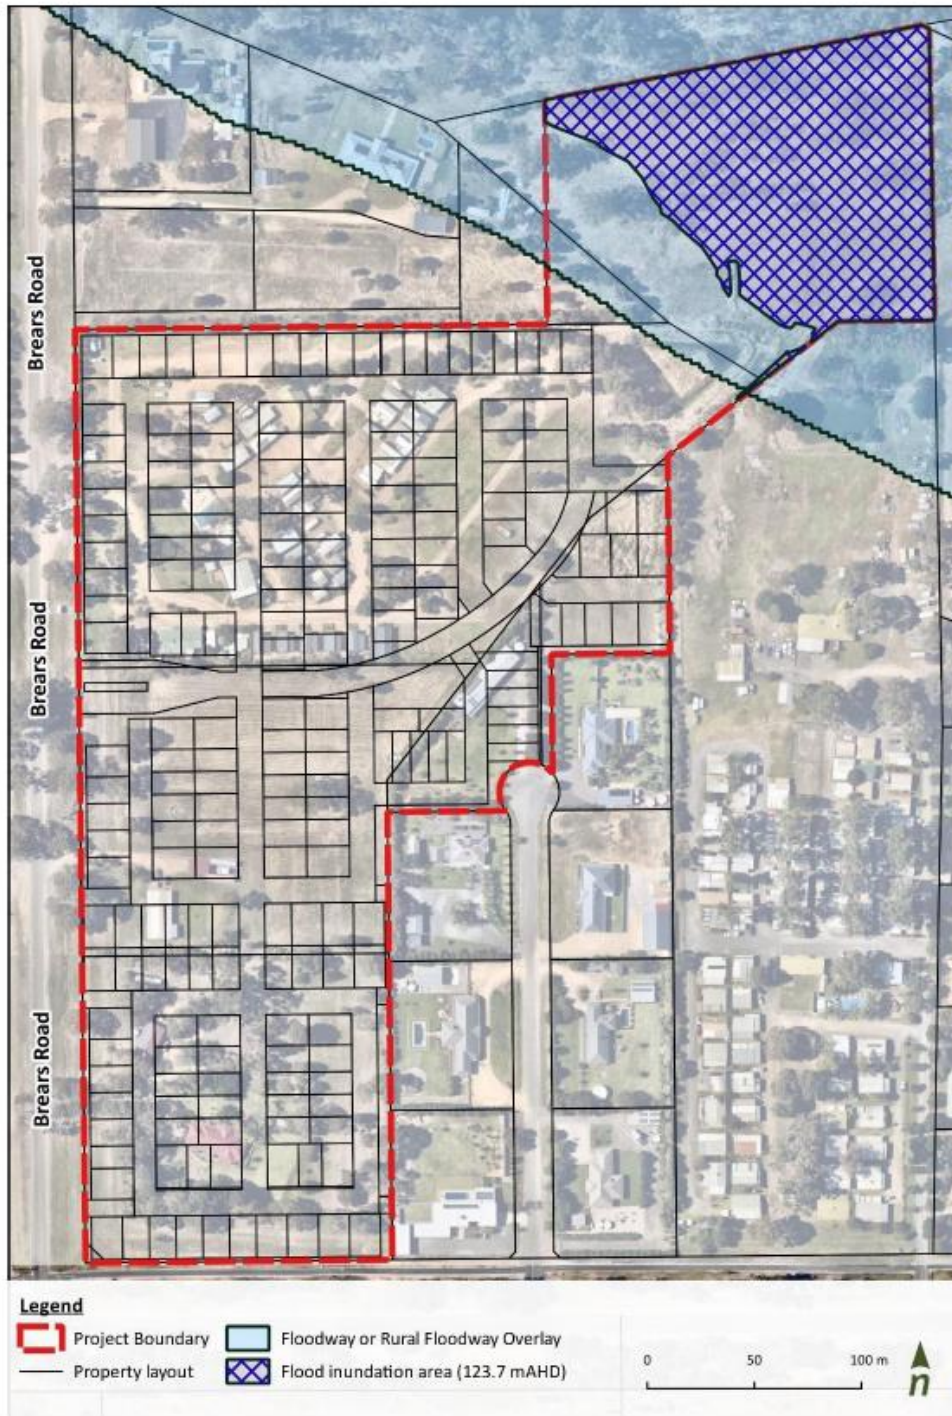 Brears Road
Brears Road
Brears Road
Legend
Project Boundary
Floodway or Rural Floodway Overlay
Property layout
Flood inundation area (123.7 mAHD)
0 50 100 m
n